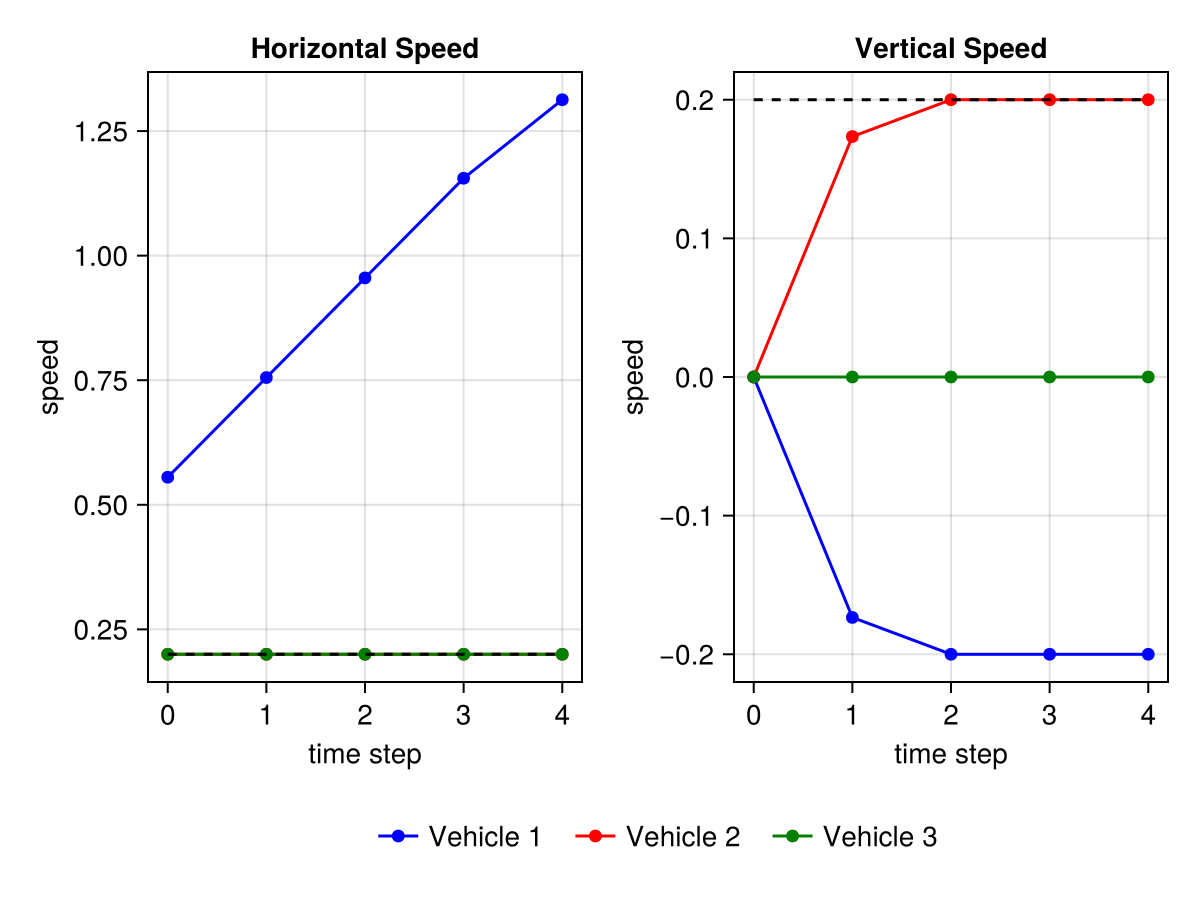 Horizontal Speed
1.25
1.00
0.75
0.50
0.25
speed
0
1
2
3
4
time step
Vertical Speed
0.2
0.1
0.0
−0.1
−0.2
speed
0
1
2
3
4
time step
Vehicle 1
Vehicle 2
Vehicle 3